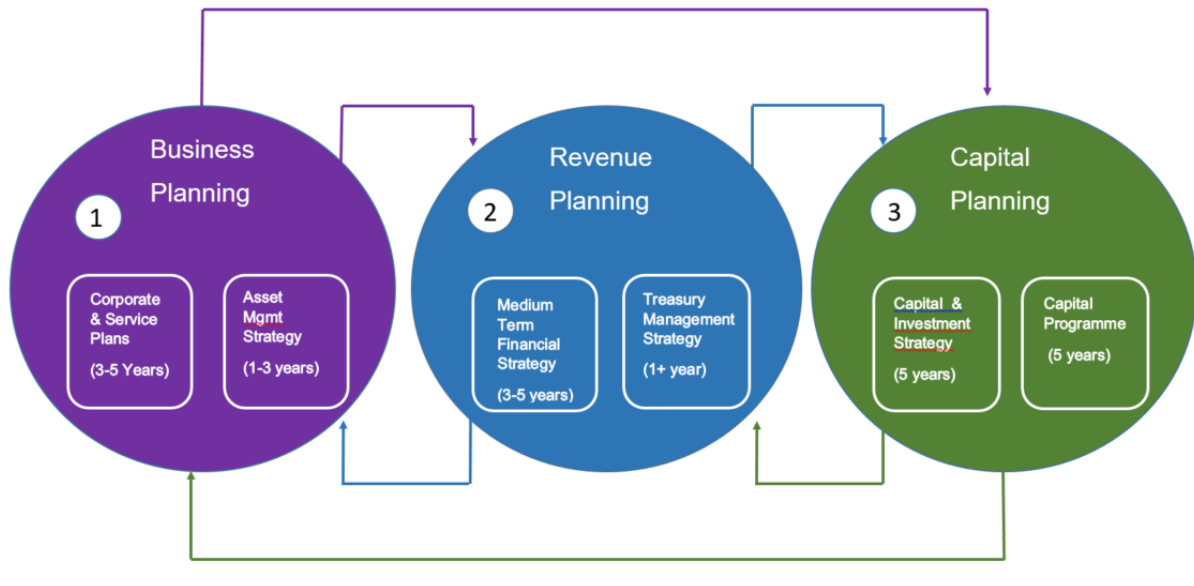 Business
Planning
1
Corporate
& Service
Plans
(3-5 Years)
Asset
Mgmt
Strategy
(1-3 years)
Revenue
Planning
2
Medium
Term
Financial
Strategy
(3-5 years)
Treasury
Management
Strategy
(1+ year)
Capital
Planning
3
Capital &
Investment
Strategy
(5 years)
Capital
Programme
(5 years)